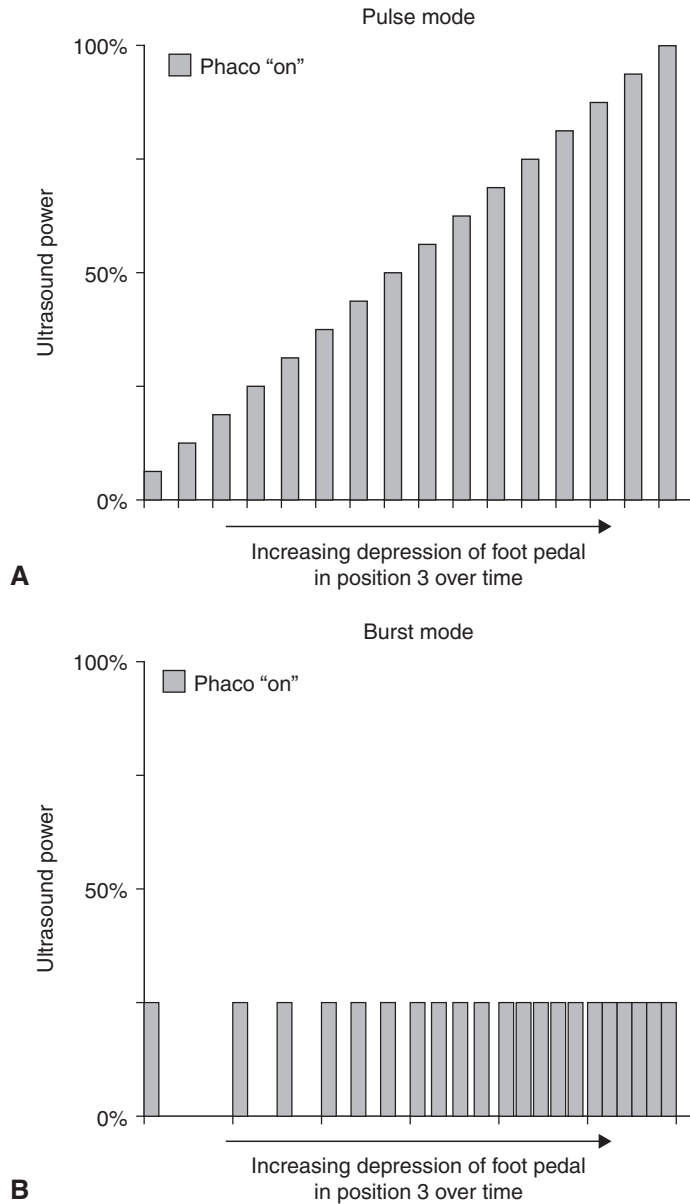 Pulse mode
100%
Phaco “on”
50%
0%
Ultrasound power
Increasing depression of foot pedal
in position 3 over time
A
Burst mode
100%
Phaco “on”
50%
0%
Ultrasound power
Increasing depression of foot pedal
in position 3 over time
B